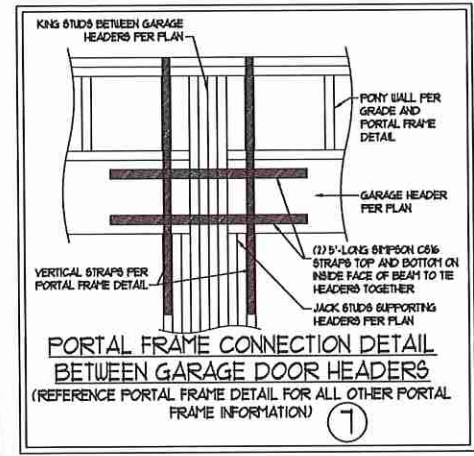 KING STUDS BETWEEN GARAGE
HEADERS PER PLAN
PONY WALL PER
GRADE AND
PORTAL FRAME
DETAIL
GARAGE HEADER
PER PLAN
(2) 5'-LONG SIMPSON CS16
STRAPS TOP AND BOTTOM ON
INSIDE FACE OF BEAM TO TIE
HEADERS TOGETHER
VERTICAL STRAPS PER
PORTAL FRAME DETAIL
JACK STUDS SUPPORTING
HEADERS PER PLAN
PORTAL FRAME CONNECTION DETAIL
BETWEEN GARAGE DOOR HEADERS
(REFERENCE PORTAL FRAME DETAIL FOR ALL OTHER PORTAL
FRAME INFORMATION)
7